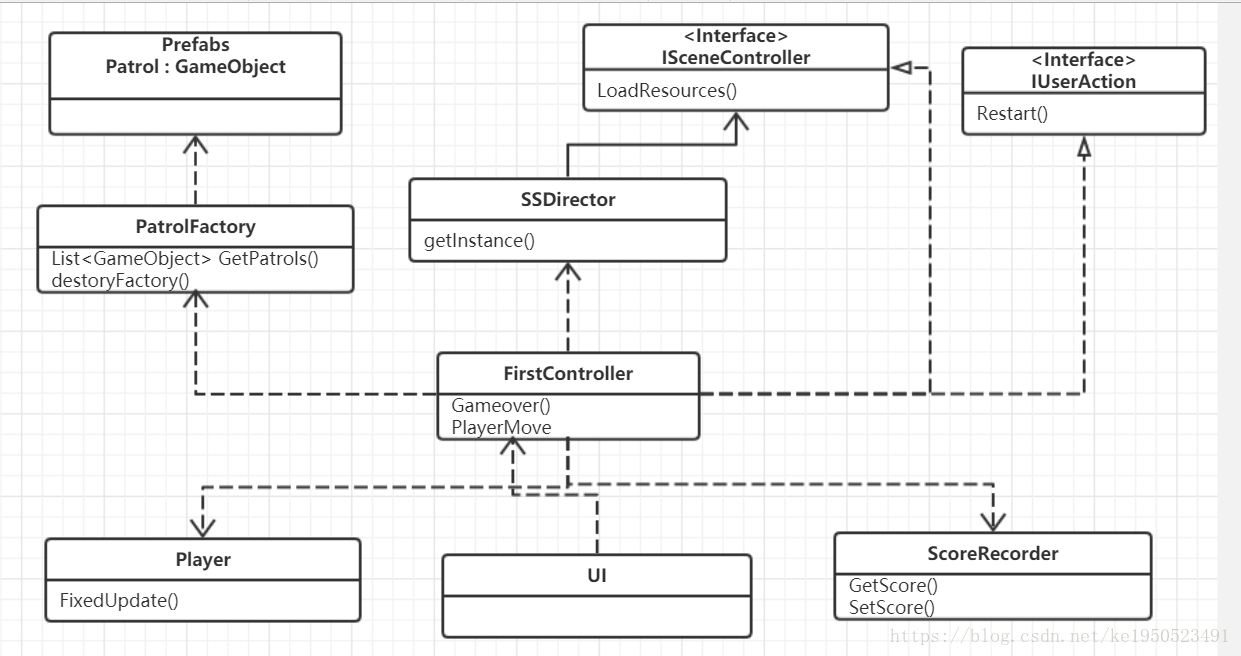 Prefabs
Patrol : GameObject
<Interface>
ISceneController
LoadResources()
<Interface>
IUserAction
Restart()
SSDirector
getInstance()
PatrolFactory
List<GameObject> GetPatrols()
destoryFactory()
FirstController
Gameover()
PlayerMove
Player
FixedUpdate()
UI
ScoreRecorder
GetScore()
SetScore()
https://blog.csdn.net/ke1950523491